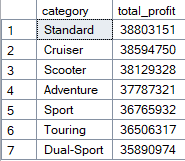 category total_profit
1 Standard 38803151
2 Cruiser 38594750
3 Scooter 38129328
4 Adventure 37787321
5 Sport 36765932
6 Touring 36506317
7 Dual-Sport 35890974